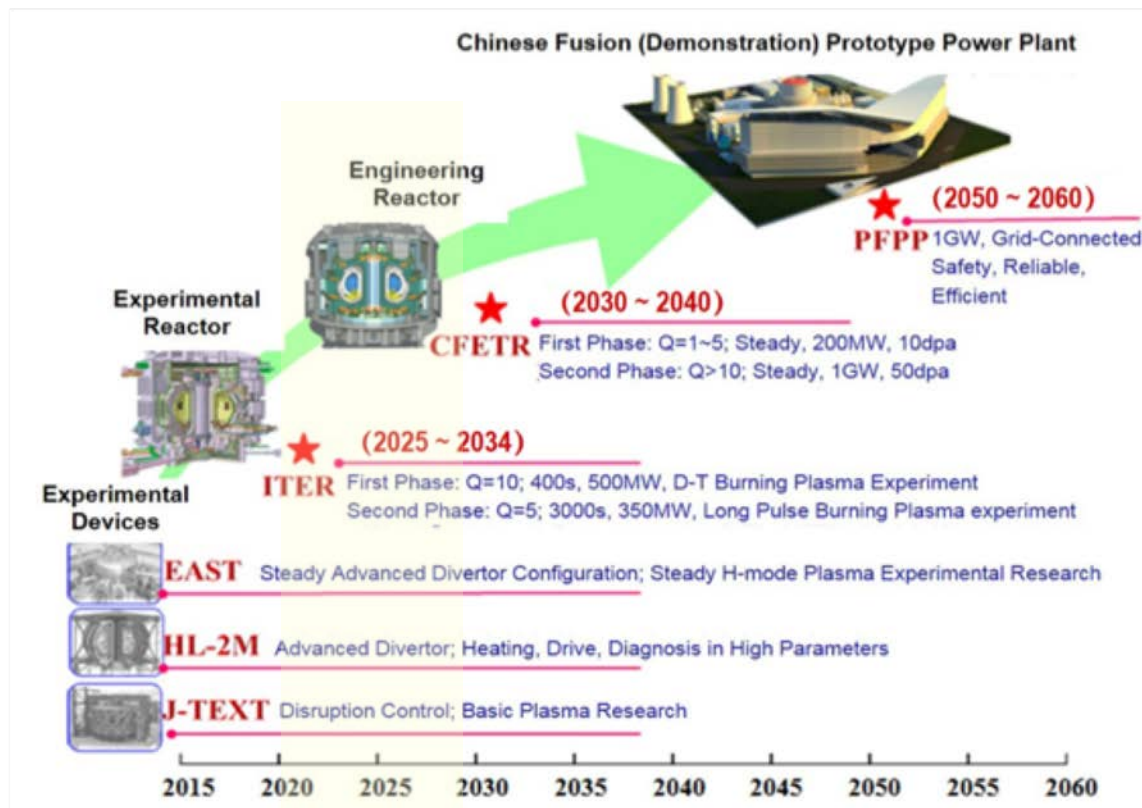 Chinese Fusion (Demonstration) Prototype Power Plant
Engineering
Reactor
(2050 ~ 2060)
PFPP
1GW, Grid-Connected
Safety, Reliable,
Efficient
Experimental
Reactor
(2030 ~ 2040)
CFETR
First Phase: Q=1~5; Steady, 200MW, 10dpa
Second Phase: Q>10; Steady, 1GW, 50dpa
(2025 ~ 2034)
ITER
First Phase: Q=10; 400s, 500MW, D-T Burning Plasma Experiment
Second Phase: Q=5; 3000s, 350MW, Long Pulse Burning Plasma experiment
Experimental
Devices
EAST Steady Advanced Divertor Configuration; Steady H-mode Plasma Experimental Research
HL-2M Advanced Divertor; Heating, Drive, Diagnosis in High Parameters
J-TEXT Disruption Control; Basic Plasma Research
2015 2020 2025 2030 2035 2040 2045 2050 2055 2060